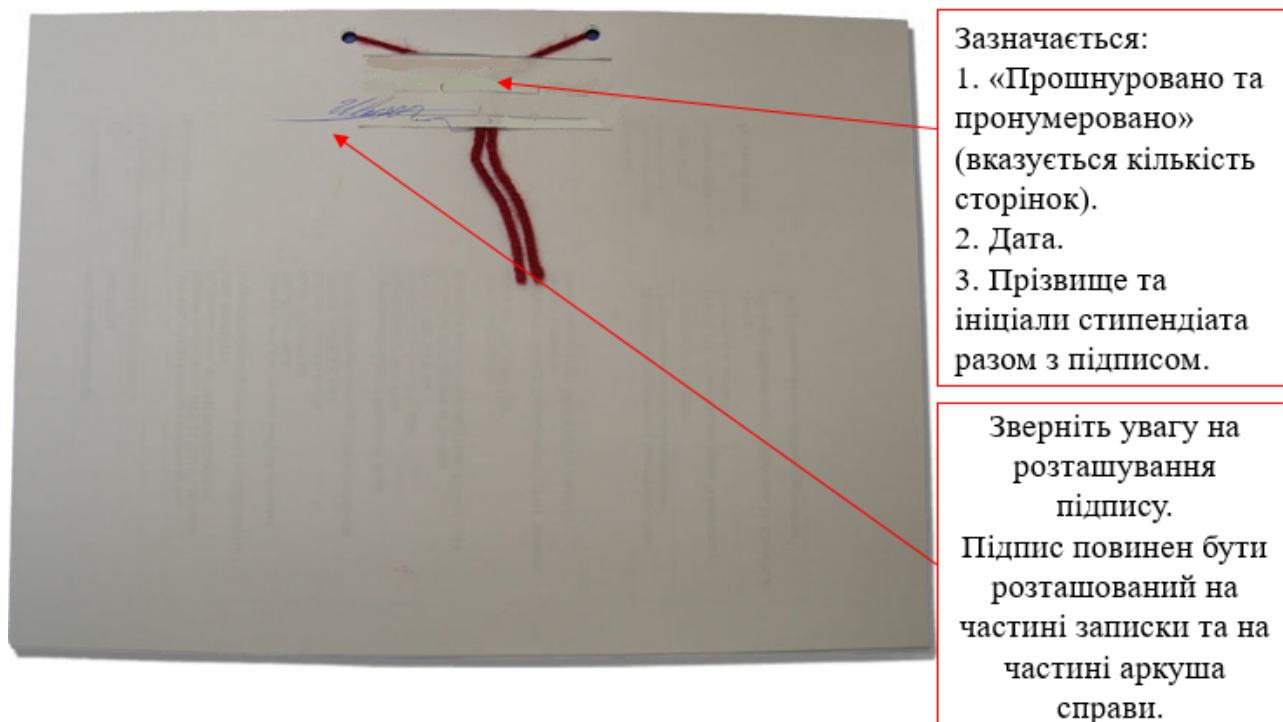 Зазначається:
1. «Прошнуровано та
пронумеровано»
(вказується кількість
сторінок).
2. Дата.
3. Прізвище та
ініціали стипендіата
разом з підписом.
Зверніть увагу на
розташування
підпису.
Підпис повинен бути
розташований на
частині записки та на
частині аркуша
справи.